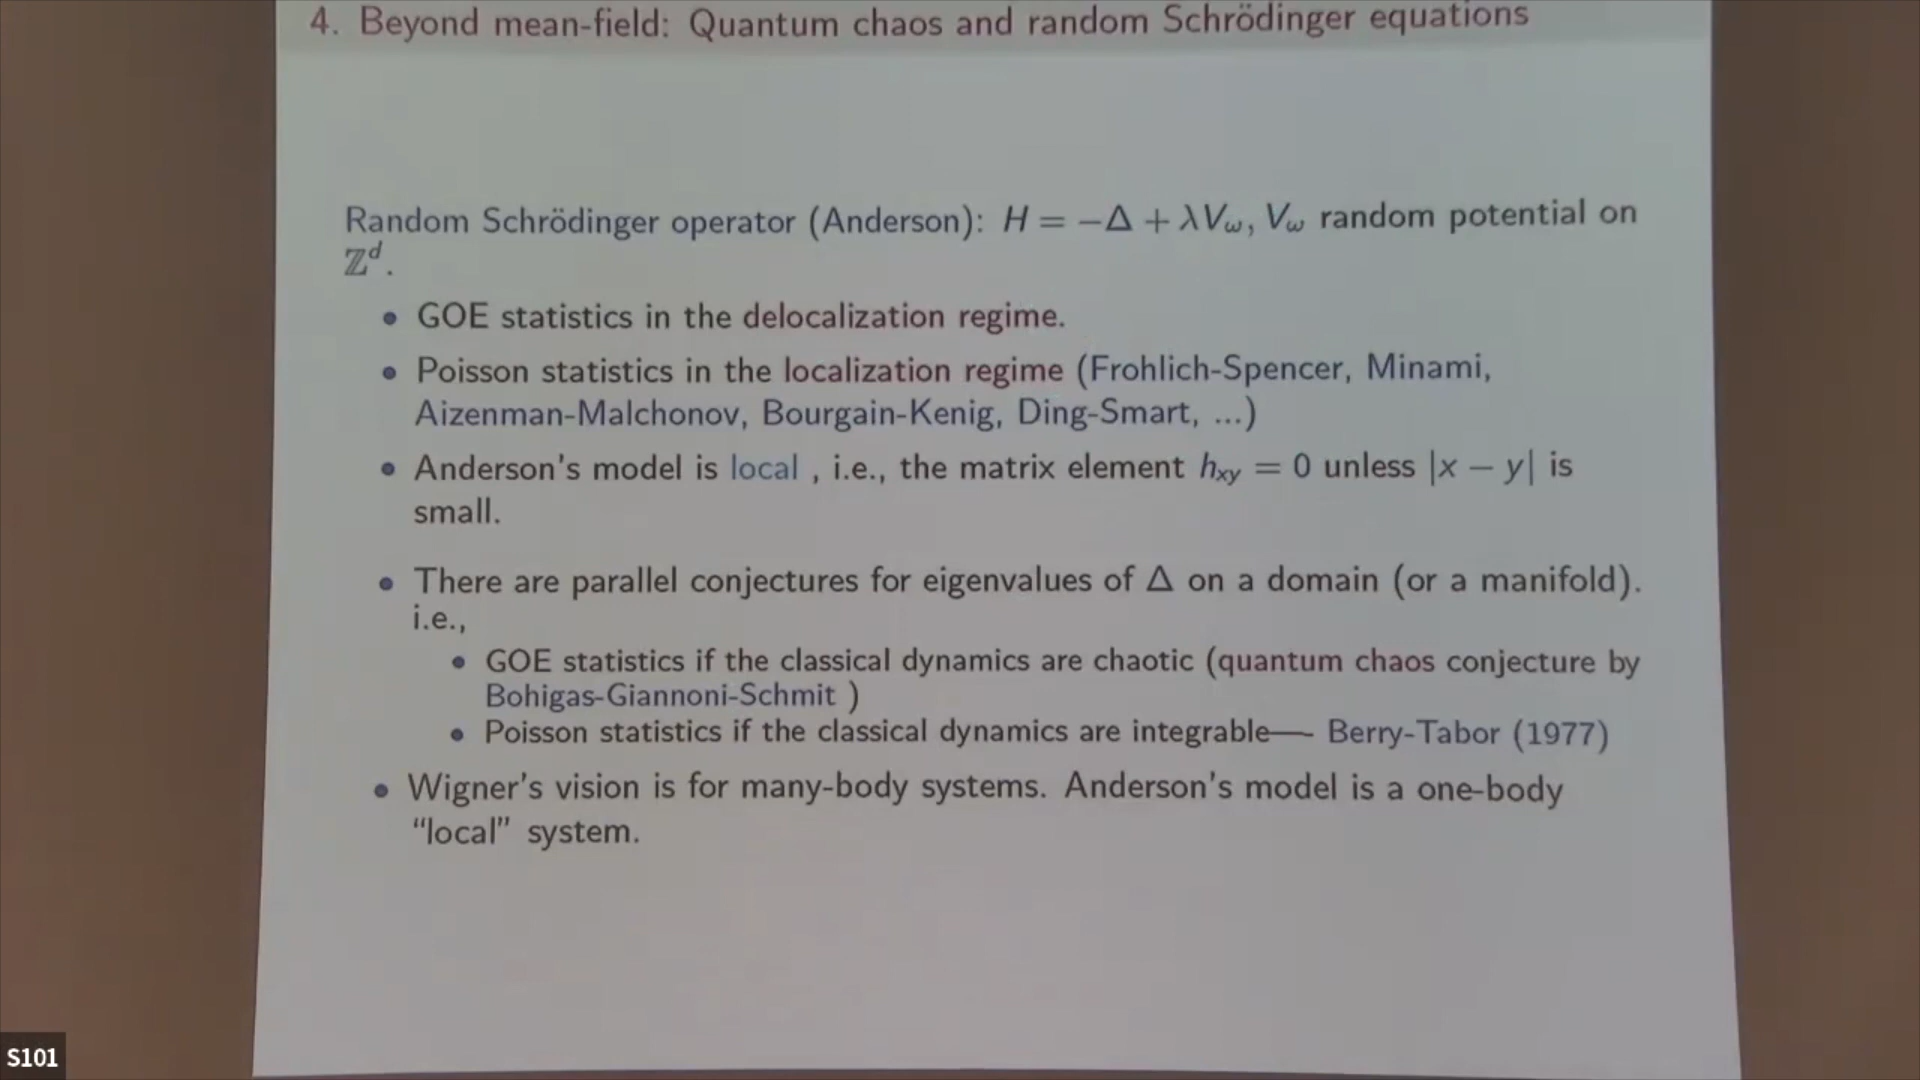 4. Beyond mean-field: Quantum chaos and random Schrödinger equations
Random Schrödinger operator (Anderson): H = −Δ + λVω, Vω random potential on
ℤᵈ.
• GOE statistics in the delocalization regime.
• Poisson statistics in the localization regime (Frohlich-Spencer, Minami,
Aizenman-Malchonov, Bourgain-Kenig, Ding-Smart, ...)
• Anderson's model is local , i.e., the matrix element hxy = 0 unless |x − y| is
small.
• There are parallel conjectures for eigenvalues of Δ on a domain (or a manifold).
i.e.,
• GOE statistics if the classical dynamics are chaotic (quantum chaos conjecture by
Bohigas-Giannoni-Schmit )
• Poisson statistics if the classical dynamics are integrable— Berry-Tabor (1977)
• Wigner's vision is for many-body systems. Anderson's model is a one-body
“local” system.
S101